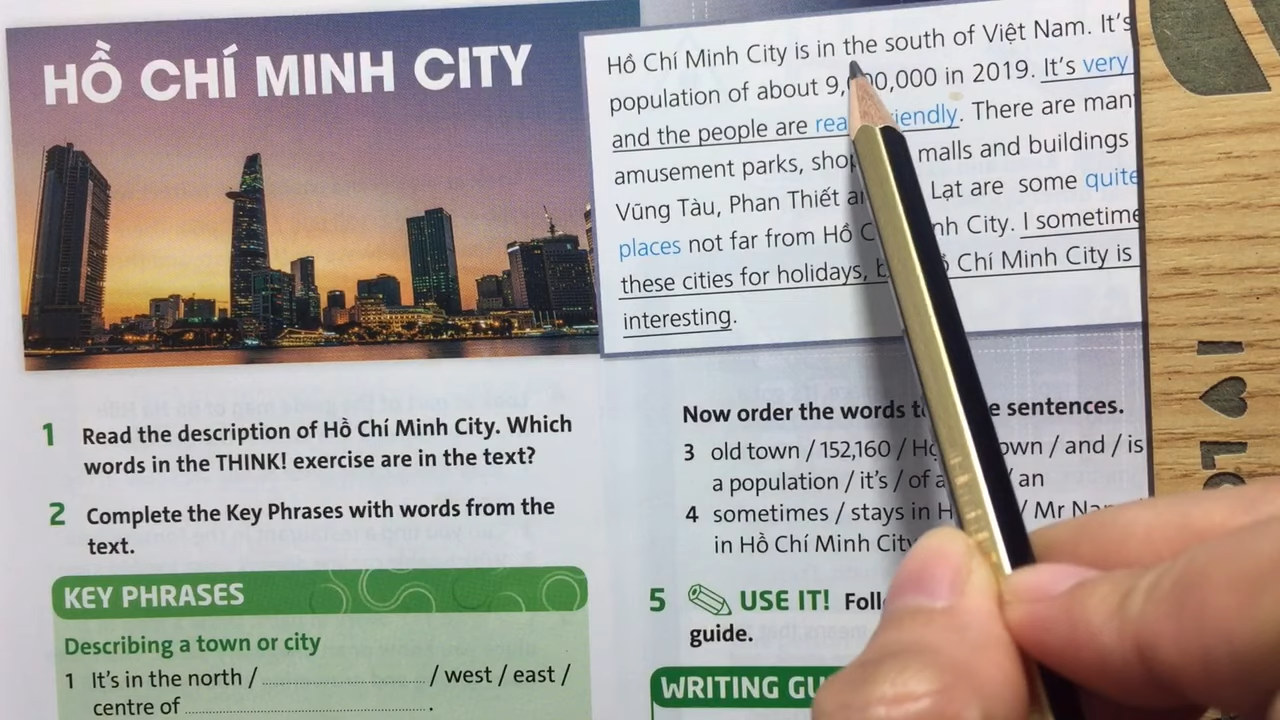 HỒ CHÍ MINH CITY
Hồ Chí Minh City is in the south of Việt Nam. It's
population of about 9, 00,000 in 2019. It's very
and the people are rea iendly. There are man
amusement parks, shop malls and buildings
Vũng Tàu, Phan Thiết a Lạt are some quite
places not far from Hồ C nh City. I sometime
these cities for holidays, b Chí Minh City is
interesting.
1 Read the description of Hồ Chí Minh City. Which
words in the THINK! exercise are in the text?
2 Complete the Key Phrases with words from the
text.
KEY PHRASES
Describing a town or city
1 It's in the north / ........ / west / east /
centre of ........ .
Now order the words t e sentences.
3 old town / 152,160 / Hộ own / and / is
a population / it's / of a / an
4 sometimes / stays in H / Mr Na
in Hồ Chí Minh City
5 USE IT! Foll
guide.
WRITING GU
I ♥ LO